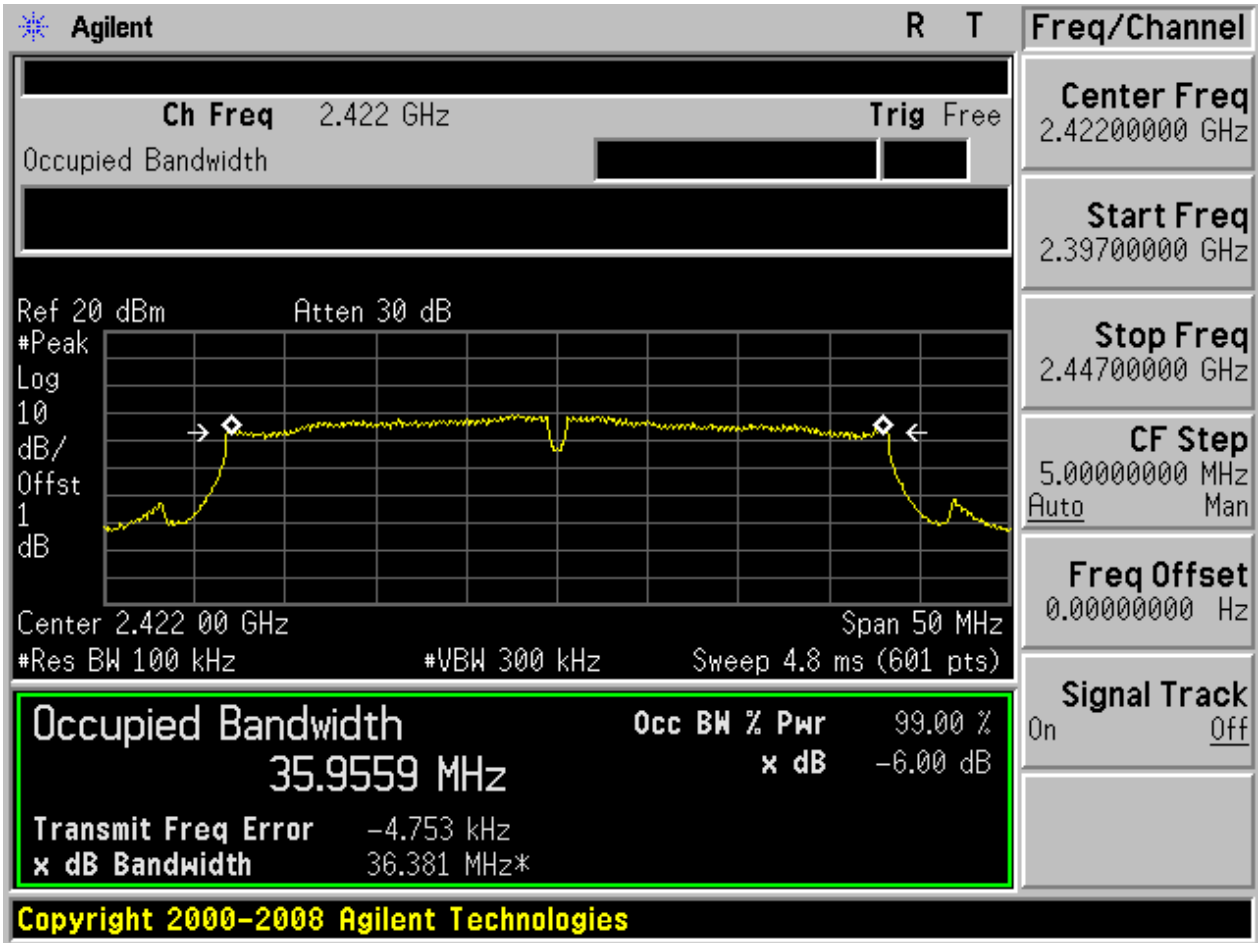 Agilent R T
Ch Freq 2.422 GHz Trig Free
Occupied Bandwidth
Ref 20 dBm Atten 30 dB
#Peak
Log
10
dB/
Offst
1
dB
Center 2.422 00 GHz Span 50 MHz
#Res BW 100 kHz #VBW 300 kHz Sweep 4.8 ms (601 pts)
Occupied Bandwidth
35.9559 MHz
Occ BW % Pwr 99.00 %
x dB -6.00 dB
Transmit Freq Error -4.753 kHz
x dB Bandwidth 36.381 MHz*
Copyright 2000-2008 Agilent Technologies
Freq/Channel
Center Freq
2.42200000 GHz
Start Freq
2.39700000 GHz
Stop Freq
2.44700000 GHz
CF Step
5.00000000 MHz
Auto Man
Freq Offset
0.00000000 Hz
Signal Track
On Off